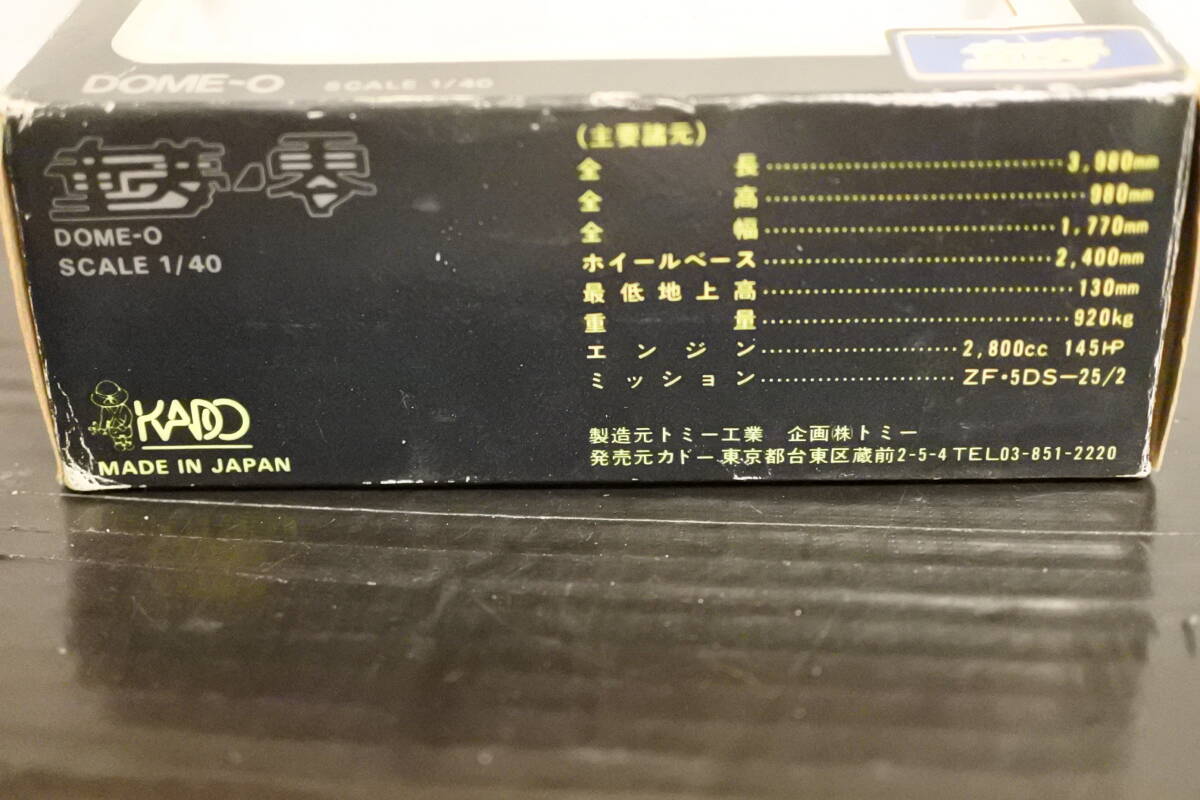 DOME-O SCALE 1/40
童夢-零
DOME-O
SCALE 1/40
KADO
MADE IN JAPAN
(主要諸元)
全長 3,980mm
全高 980mm
全幅 1,770mm
ホイールベース 2,400mm
最低地上高 130mm
重量 920kg
エンジン 2,800cc 145HP
ミッション ZF・5DS−25/2
製造元トミー工業 企画㈱トミー
発売元カドー 東京都台東区蔵前2-5-4 TEL03-851-2220